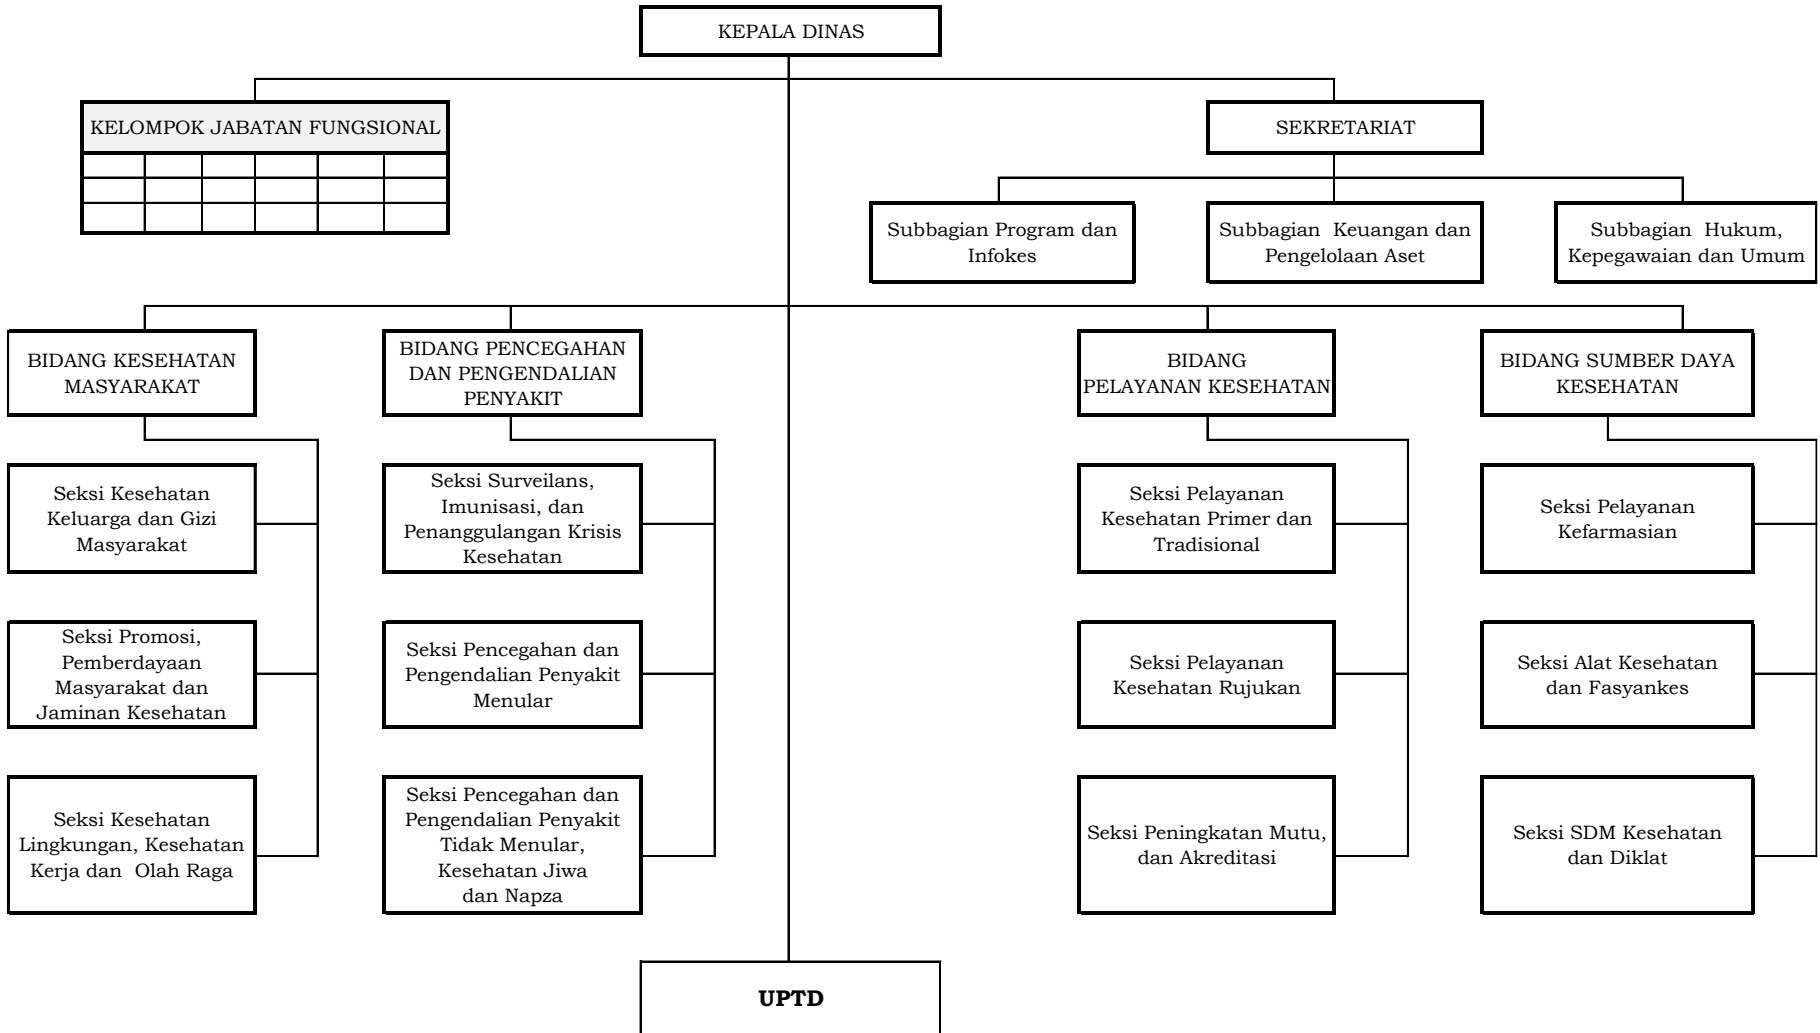 KEPALA DINAS
KELOMPOK JABATAN FUNGSIONAL
SEKRETARIAT
Subbagian Program dan
Infokes
Subbagian Keuangan dan
Pengelolaan Aset
Subbagian Hukum,
Kepegawaian dan Umum
BIDANG KESEHATAN
MASYARAKAT
BIDANG PENCEGAHAN
DAN PENGENDALIAN
PENYAKIT
BIDANG
PELAYANAN KESEHATAN
BIDANG SUMBER DAYA
KESEHATAN
Seksi Kesehatan
Keluarga dan Gizi
Masyarakat
Seksi Surveilans,
Imunisasi, dan
Penanggulangan Krisis
Kesehatan
Seksi Pelayanan
Kesehatan Primer dan
Tradisional
Seksi Pelayanan
Kefarmasian
Seksi Promosi,
Pemberdayaan
Masyarakat dan
Jaminan Kesehatan
Seksi Pencegahan dan
Pengendalian Penyakit
Menular
Seksi Pelayanan
Kesehatan Rujukan
Seksi Alat Kesehatan
dan Fasyankes
Seksi Kesehatan
Lingkungan, Kesehatan
Kerja dan Olah Raga
Seksi Pencegahan dan
Pengendalian Penyakit
Tidak Menular,
Kesehatan Jiwa
dan Napza
Seksi Peningkatan Mutu,
dan Akreditasi
Seksi SDM Kesehatan
dan Diklat
UPTD